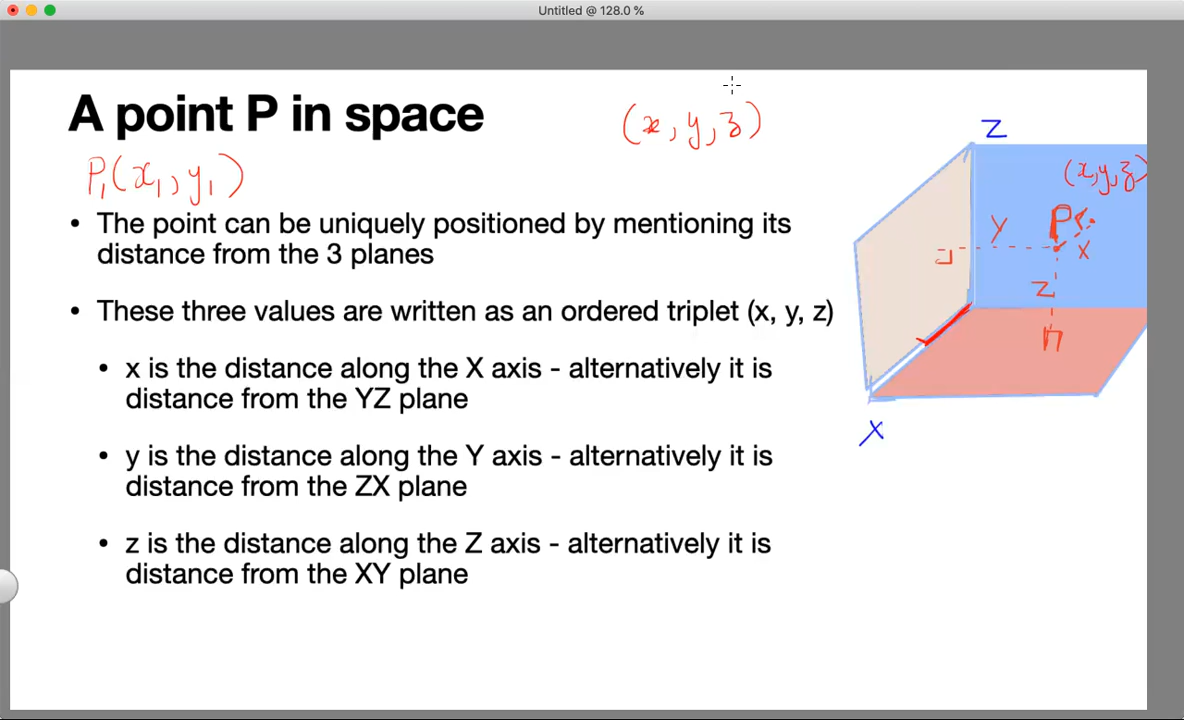 Untitled @ 128.0 %
A point P in space
(x, y, z)
P₁(x₁, y₁)
• The point can be uniquely positioned by mentioning its
distance from the 3 planes
• These three values are written as an ordered triplet (x, y, z)
• x is the distance along the X axis - alternatively it is
distance from the YZ plane
• y is the distance along the Y axis - alternatively it is
distance from the ZX plane
• z is the distance along the Z axis - alternatively it is
distance from the XY plane
Z
(x, y, z)
P
Y
X
Z
X